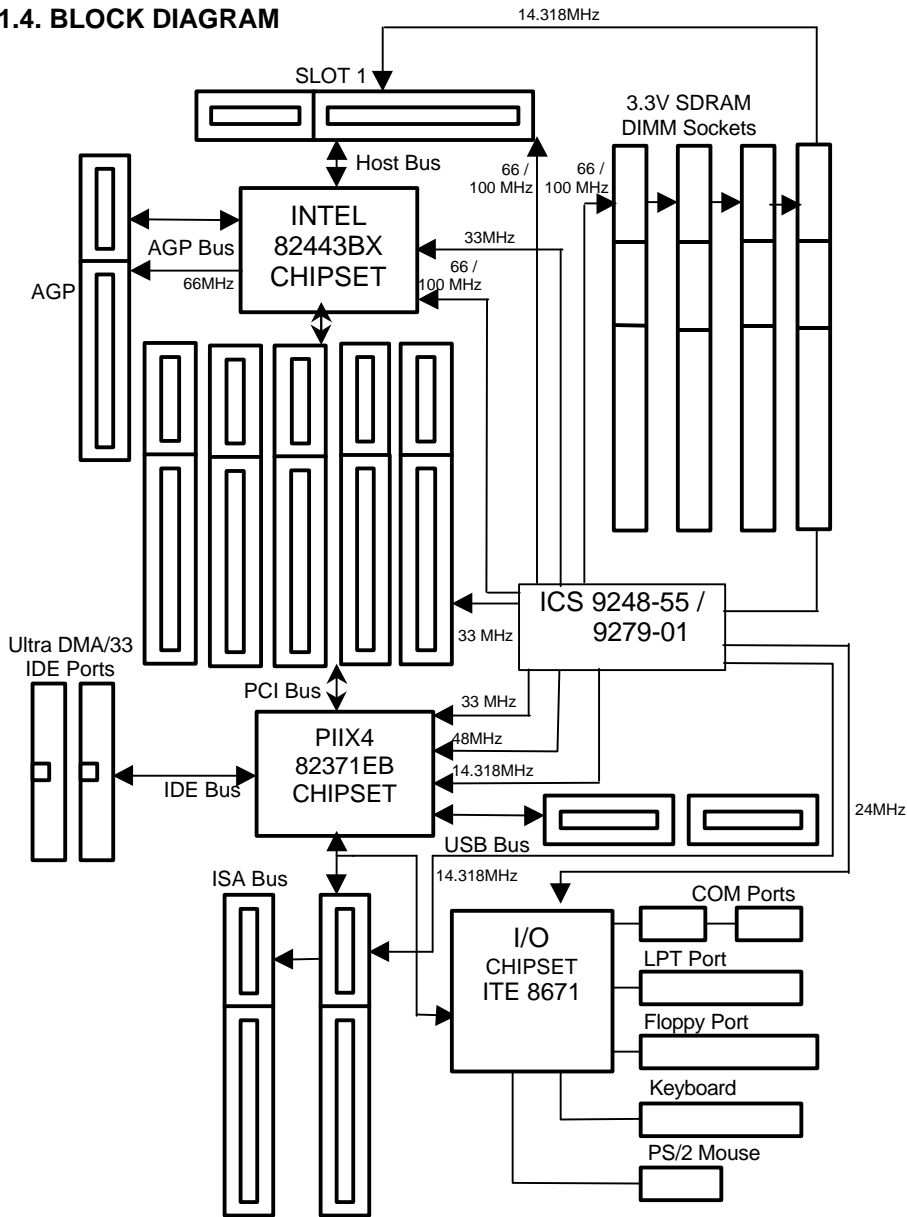 1.4. BLOCK DIAGRAM
14.318MHz
SLOT 1
3.3V SDRAM
DIMM Sockets
Host Bus
66 /
100 MHz
66 /
100 MHz
INTEL
82443BX
CHIPSET
AGP Bus
66MHz
AGP
33MHz
66 /
100 MHz
ICS 9248-55 /
9279-01
33 MHz
Ultra DMA/33
IDE Ports
PCI Bus
33 MHz
48MHz
14.318MHz
PIIX4
82371EB
CHIPSET
IDE Bus
USB Bus
24MHz
14.318MHz
ISA Bus
I/O
CHIPSET
ITE 8671
COM Ports
LPT Port
Floppy Port
Keyboard
PS/2 Mouse